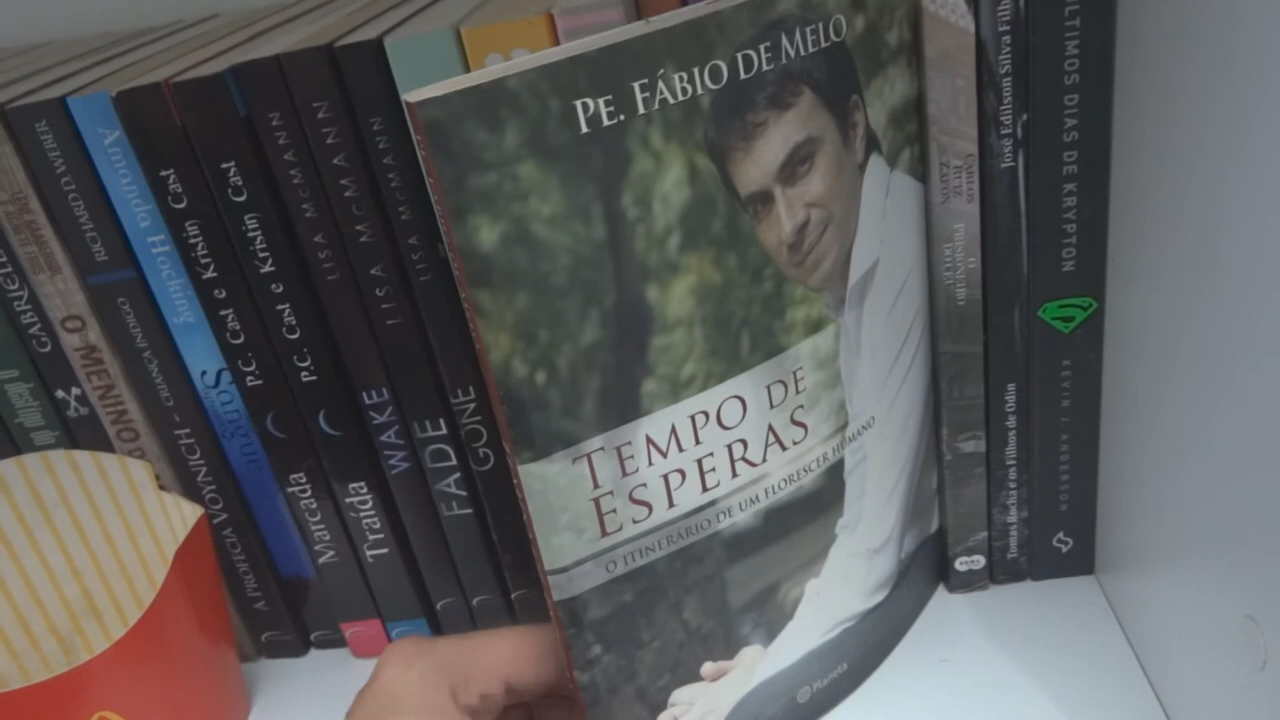 GABRIEL
O MENINO D
RICHARD D. WEBER
A PROFECIA VOYNICH - CRIANÇA INDIGO
Amanda Hocking
P.C. Cast e Kristin Cast
Marcada
P.C. Cast e Kristin Cast
Traída
LISA McMANN
WAKE
LISA McMANN
FADE
LISA McMANN
GONE
PE. FÁBIO DE MELO
TEMPO DE
ESPERAS
O ITINERÁRIO DE UM FLORESCER HUMANO
Planeta
CARLOS
RUIZ
ZAFÓN
O
PRISIONEIRO
DO CÉU
José Edilson Silva Filh
Tomas Rocha e os Filhos de Odin
ÚLTIMOS DIAS DE KRYPTON
KEVIN J. ANDERSON